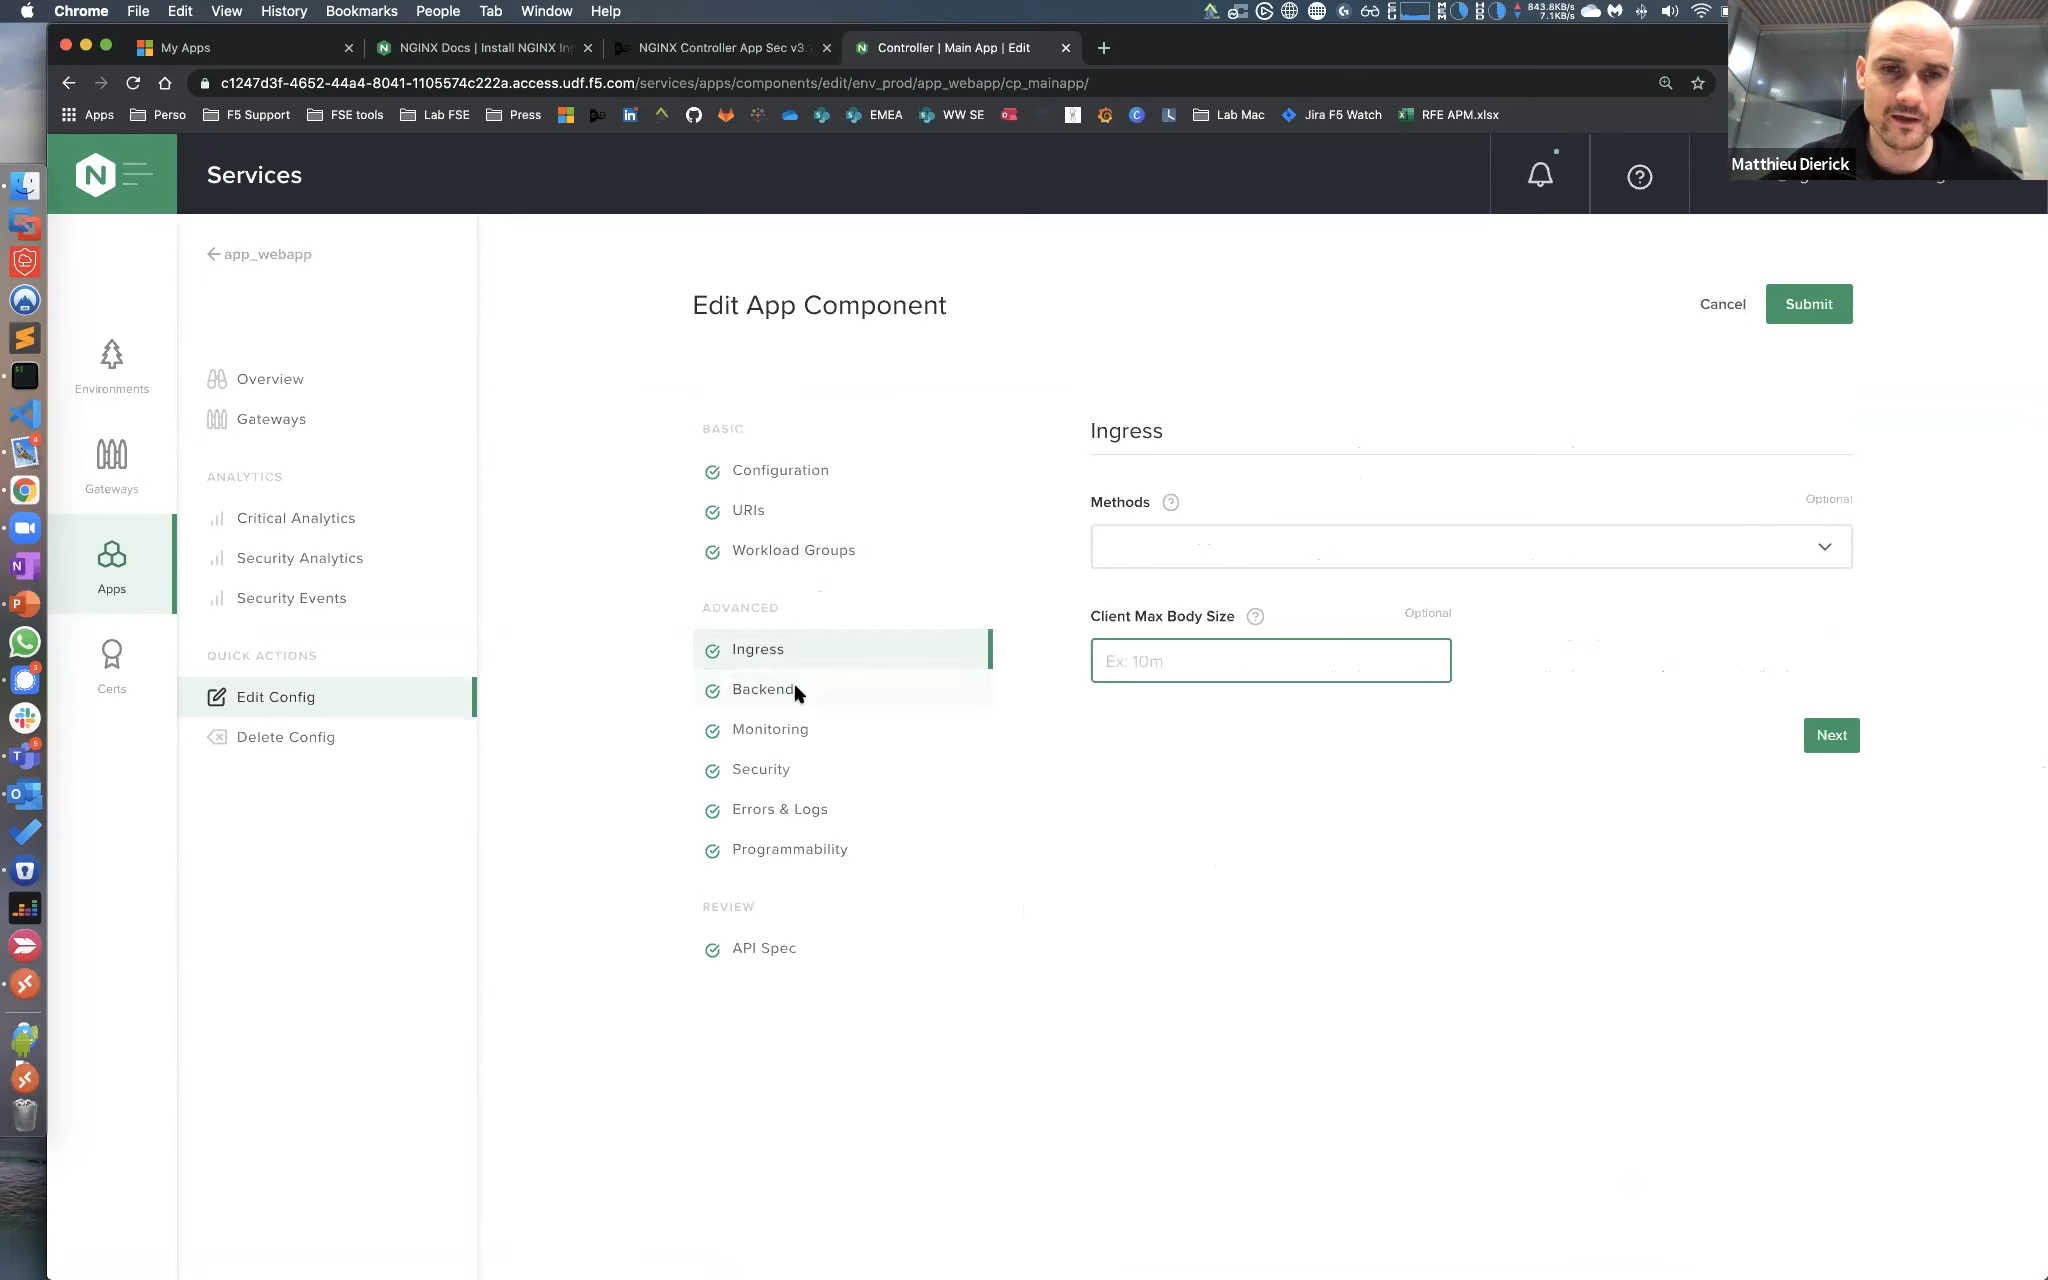 Chrome File Edit View History Bookmarks People Tab Window Help
843.8KB/s
7.1KB/s
My Apps
NGINX Docs | Install NGINX In
NGINX Controller App Sec v3.
Controller | Main App | Edit
c1247d3f-4652-44a4-8041-1105574c222a.access.udf.f5.com/services/apps/components/edit/env_prod/app_webapp/cp_mainapp/
Apps Perso F5 Support FSE tools Lab FSE Press EMEA WW SE Lab Mac Jira F5 Watch RFE APM.xlsx
Matthieu Dierick
N Services
app_webapp
Environments
Gateways
Apps
Certs
Overview
Gateways
ANALYTICS
Critical Analytics
Security Analytics
Security Events
QUICK ACTIONS
Edit Config
Delete Config
Edit App Component
Cancel
Submit
BASIC
Configuration
URIs
Workload Groups
ADVANCED
Ingress
Backend
Monitoring
Security
Errors & Logs
Programmability
REVIEW
API Spec
Ingress
Methods
Optional
Client Max Body Size
Optional
Ex: 10m
Next